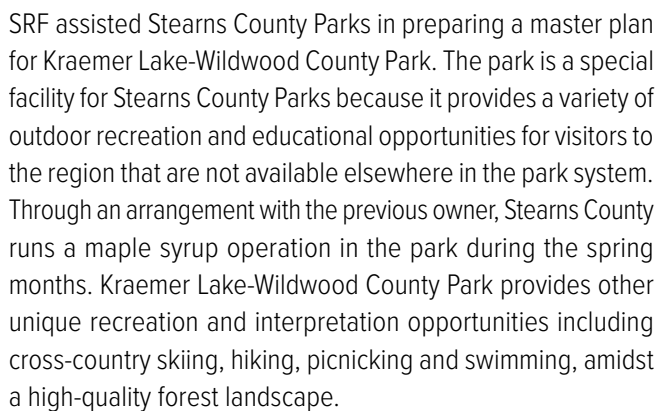 SRF assisted Stearns County Parks in preparing a master plan
for Kraemer Lake-Wildwood County Park. The park is a special
facility for Stearns County Parks because it provides a variety of
outdoor recreation and educational opportunities for visitors to
the region that are not available elsewhere in the park system.
Through an arrangement with the previous owner, Stearns County
runs a maple syrup operation in the park during the spring
months. Kraemer Lake-Wildwood County Park provides other
unique recreation and interpretation opportunities including
cross-country skiing, hiking, picnicking and swimming, amidst
a high-quality forest landscape.